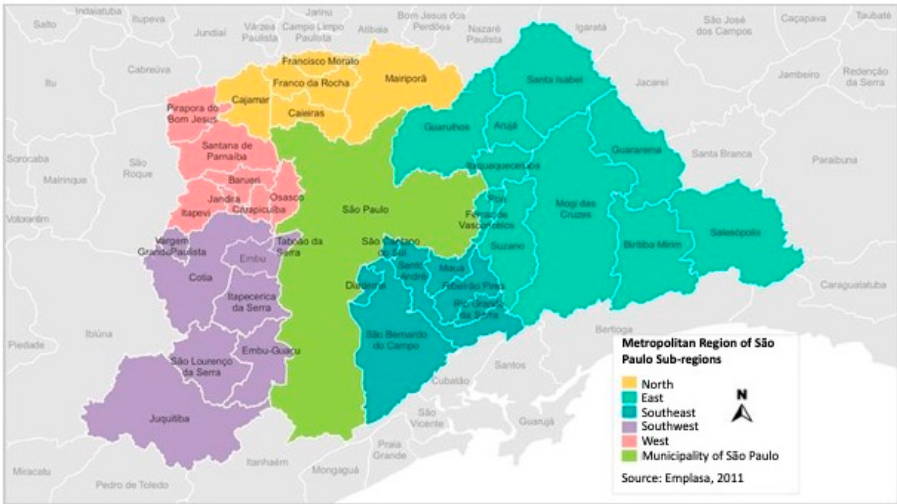 Indaiatuba
Itupeva
Jarinu
Bom Jesus dos
Perdões
Igaratá
Caçapava
Taubaté
Salto
Jundiaí
Várzea
Paulista
Campo Limpo
Paulista
Atibaia
Nazaré
Paulista
São José
dos Campos
Cabreúva
Francisco Morato
Itu
Franco da Rocha
Mairiporã
Santa Isabel
Jacareí
Jambeiro
Redenção
da Serra
Pirapora do
Bom Jesus
Cajamar
Caieiras
Guarulhos
Arujá
Guararema
Santa Branca
Paraibuna
Sorocaba
São
Roque
Santana de
Parnaíba
Itaquaquecetuba
Mairinque
Barueri
Jandira
Osasco
Carapicuíba
Itapevi
São Paulo
Poá
Ferraz de
Vasconcelos
Mogi das
Cruzes
Salesópolis
Votorantim
Vargem
Grande Paulista
Taboão da
Serra
São Caetano
do Sul
Suzano
Biritiba Mirim
Embu
Cotia
Santo
André
Mauá
Diadema
Ribeirão Pires
Rio Grande
da Serra
Caraguatatuba
Itapecerica
da Serra
Ibiúna
Piedade
São Bernardo
do Campo
Bertioga
Embu-Guaçu
São Lourenço
da Serra
Santos
Cubatão
Juquitiba
São
Vicente
Guarujá
Praia
Grande
Itanhaém
Mongaguá
Miracatu
Pedro de Toledo
Metropolitan Region of São
Paulo Sub-regions
N
North
East
Southeast
Southwest
West
Municipality of São Paulo
Source: Emplasa, 2011